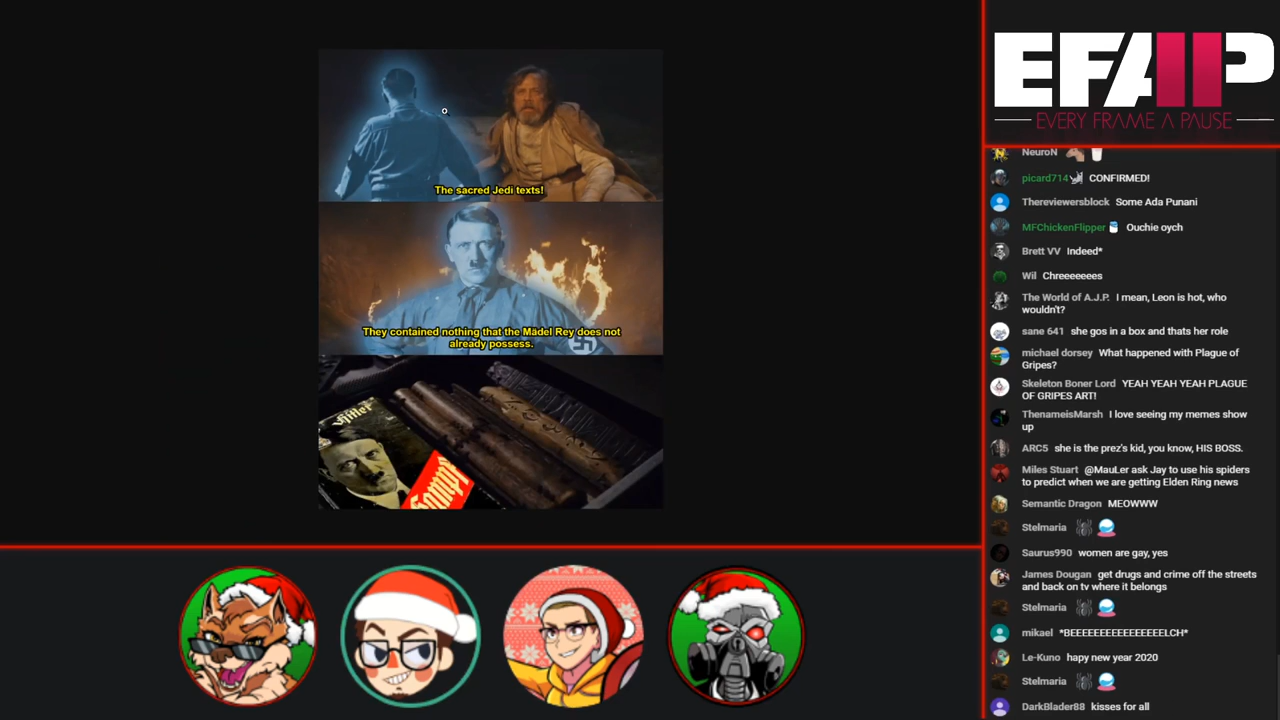 The sacred Jedi texts!
They contained nothing that the Mädel Rey does not
already possess.
Hitler
Kampf
EFAP
EVERY FRAME A PAUSE
NeuroN
picard714 CONFIRMED!
Thereviewersblock Some Ada Punani
MFChickenFlipper Ouchie oych
Brett VV Indeed*
Wil Chreeeeees
The World of A.J.P. I mean, Leon is hot, who
wouldn't?
sane 641 she gos in a box and thats her role
michael dorsey What happened with Plague of
Gripes?
Skeleton Boner Lord YEAH YEAH YEAH PLAGUE
OF GRIPES ART!
ThenameisMarsh I love seeing my memes show
up
ARC5 she is the prez's kid, you know, HIS BOSS.
Miles Stuart @MauLer ask Jay to use his spiders
to predict when we are getting Elden Ring news
Semantic Dragon MEOWWW
Stelmaria
Saurus990 women are gay, yes
James Dougan get drugs and crime off the streets
and back on tv where it belongs
Stelmaria
mikael *BEEEEEEEEEEEEEEEELCH*
Le-Kuno hapy new year 2020
Stelmaria
DarkBlader88 kisses for all